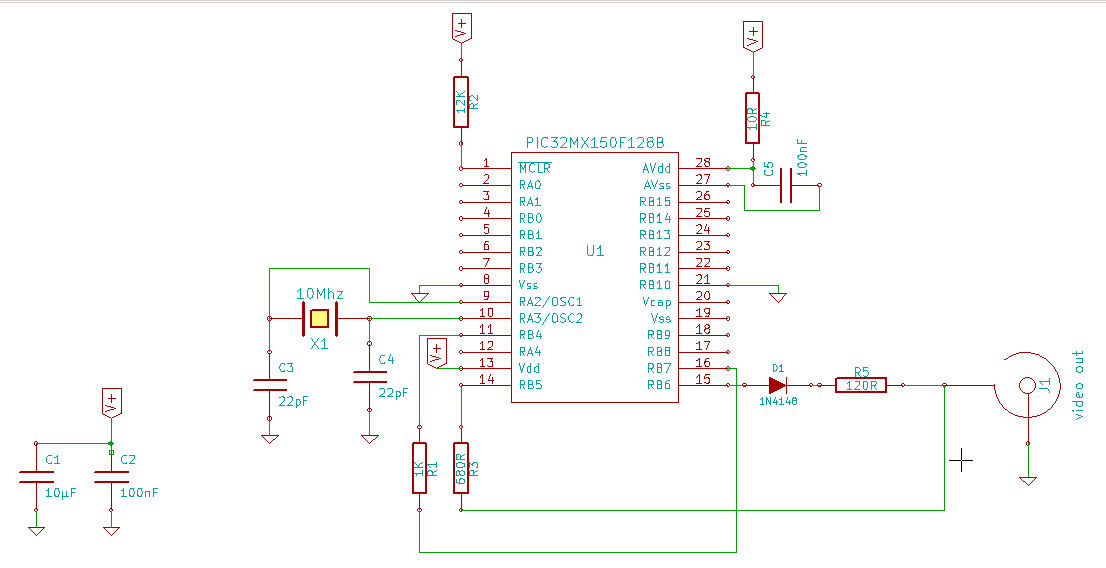 V+
V+
12K
R2
10R
R4
PIC32MX150F128B
C5
100nF
1
MCLR
AVdd
28
2
RA0
AVss
27
3
RA1
RB15
26
4
RB0
RB14
25
5
RB1
RB13
24
6
RB2
U1
RB12
23
7
RB3
RB11
22
8
Vss
RB10
21
10Mhz
9
RA2/OSC1
Vcap
20
10
RA3/OSC2
Vss
19
X1
11
RB4
RB9
18
V+
12
RA4
RB8
17
C3
C4
13
Vdd
RB7
16
D1
R5
14
RB5
RB6
15
120R
J1
video out
22pF
22pF
1N4148
V+
C1
C2
1K
R1
680R
R3
10µF
100nF